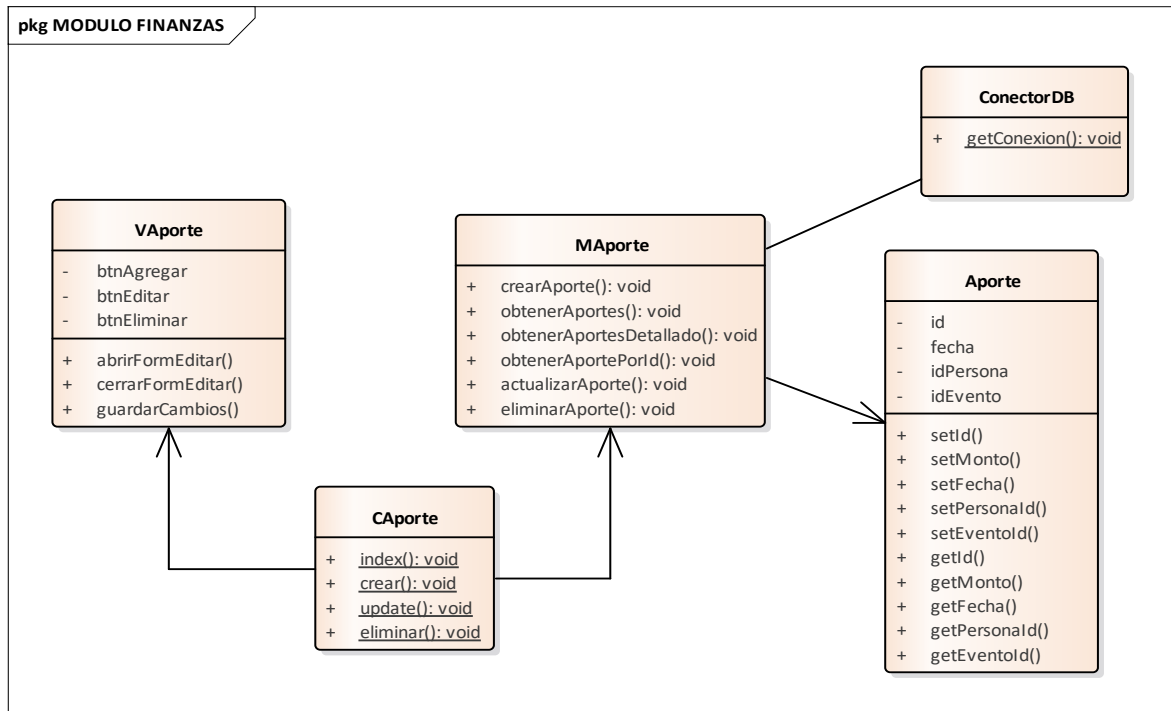 pkg MODULO FINANZAS
ConectorDB
+ getConexion(): void
VAporte
- btnAgregar
- btnEditar
- btnEliminar
+ abrirFormEditar()
+ cerrarFormEditar()
+ guardarCambios()
MAporte
+ crearAporte(): void
+ obtenerAportes(): void
+ obtenerAportesDetallado(): void
+ obtenerAportePorId(): void
+ actualizarAporte(): void
+ eliminarAporte(): void
Aporte
- id
- fecha
- idPersona
- idEvento
+ setId()
+ setMonto()
+ setFecha()
+ setPersonaId()
+ setEventoId()
+ getId()
+ getMonto()
+ getFecha()
+ getPersonaId()
+ getEventoId()
CAporte
+ index(): void
+ crear(): void
+ update(): void
+ eliminar(): void